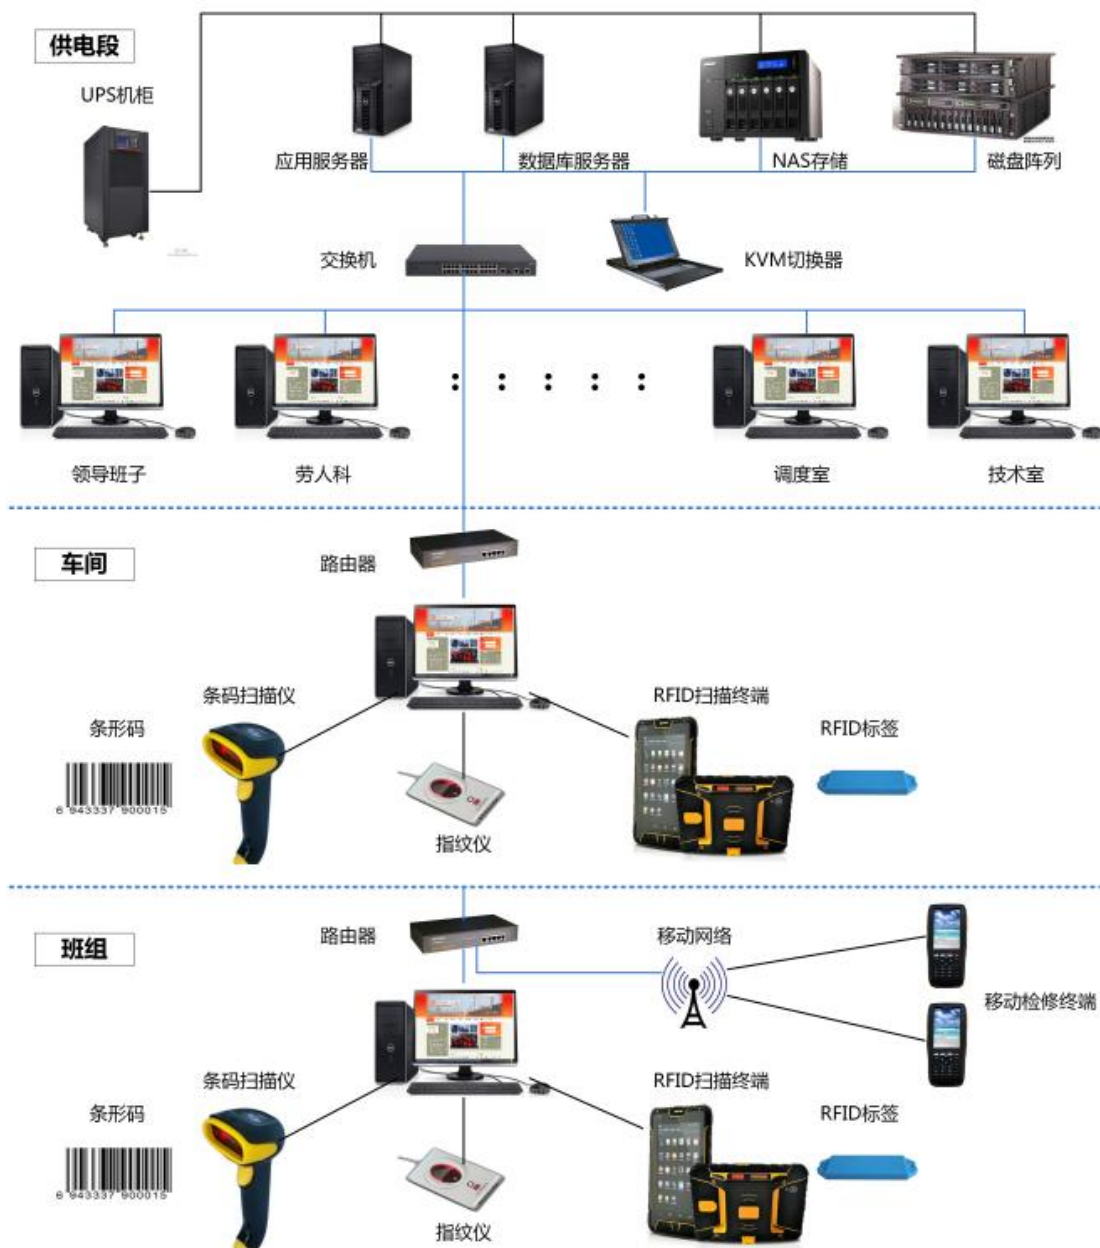 供电段
UPS机柜
应用服务器
数据库服务器
NAS存储
磁盘阵列
交换机
KVM切换器
领导班子
劳人科
调度室
技术室
车间
路由器
条码扫描仪
RFID扫描终端
条形码
RFID标签
6 943337 900015
指纹仪
班组
路由器
移动网络
移动检修终端
条码扫描仪
RFID扫描终端
条形码
RFID标签
6 943337 900015
指纹仪